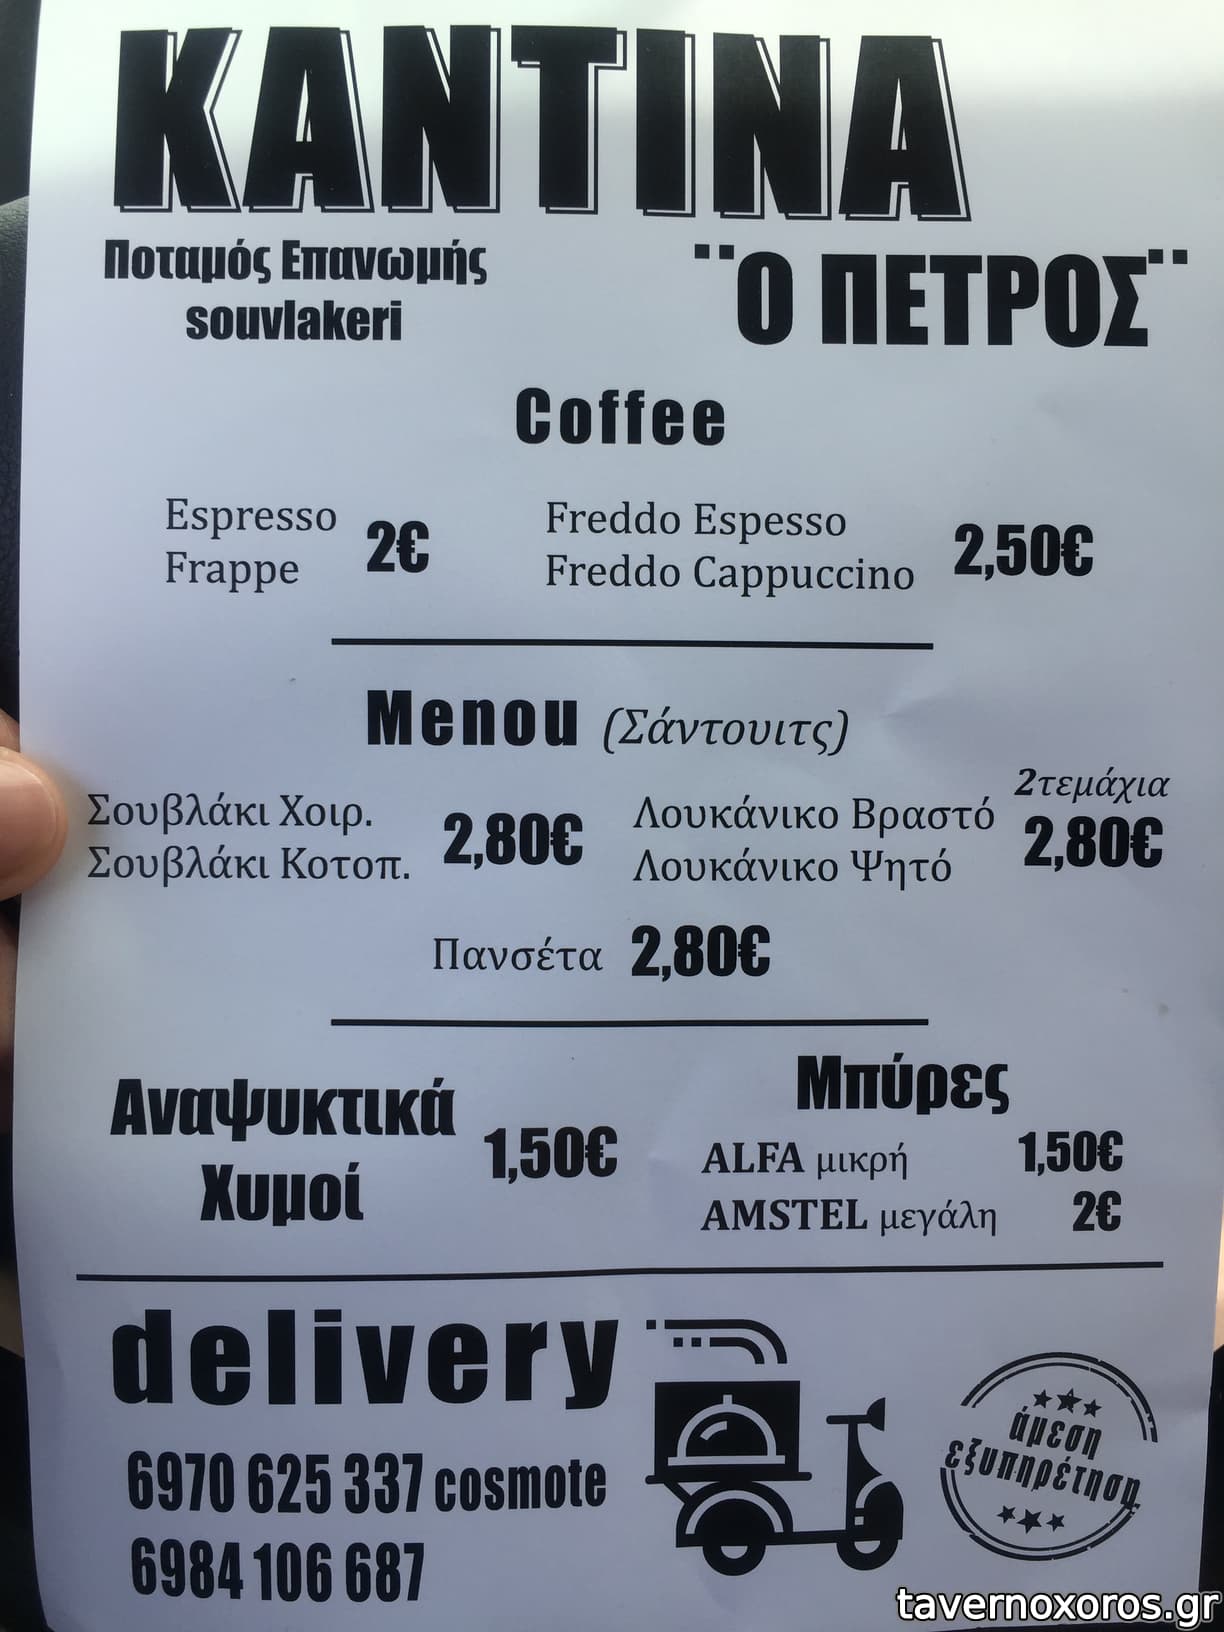 ΚΑΝΤΙΝΑ
Ποταμός Επανωμής
souvlakeri
¨Ο ΠΕΤΡΟΣ¨
Coffee
Espresso
Frappe
2€
Freddo Espesso
Freddo Cappuccino
2,50€
Menou (Σάντουιτς)
Σουβλάκι Χοιρ.
Σουβλάκι Κοτοπ.
2,80€
Λουκάνικο Βραστό
Λουκάνικο Ψητό
2τεμάχια
2,80€
Πανσέτα 2,80€
Αναψυκτικά
Χυμοί
1,50€
Μπύρες
ALFA μικρή 1,50€
AMSTEL μεγάλη 2€
delivery
6970 625 337 cosmote
6984 106 687
άμεση
εξυπηρέτηση
tavernoxoros.gr